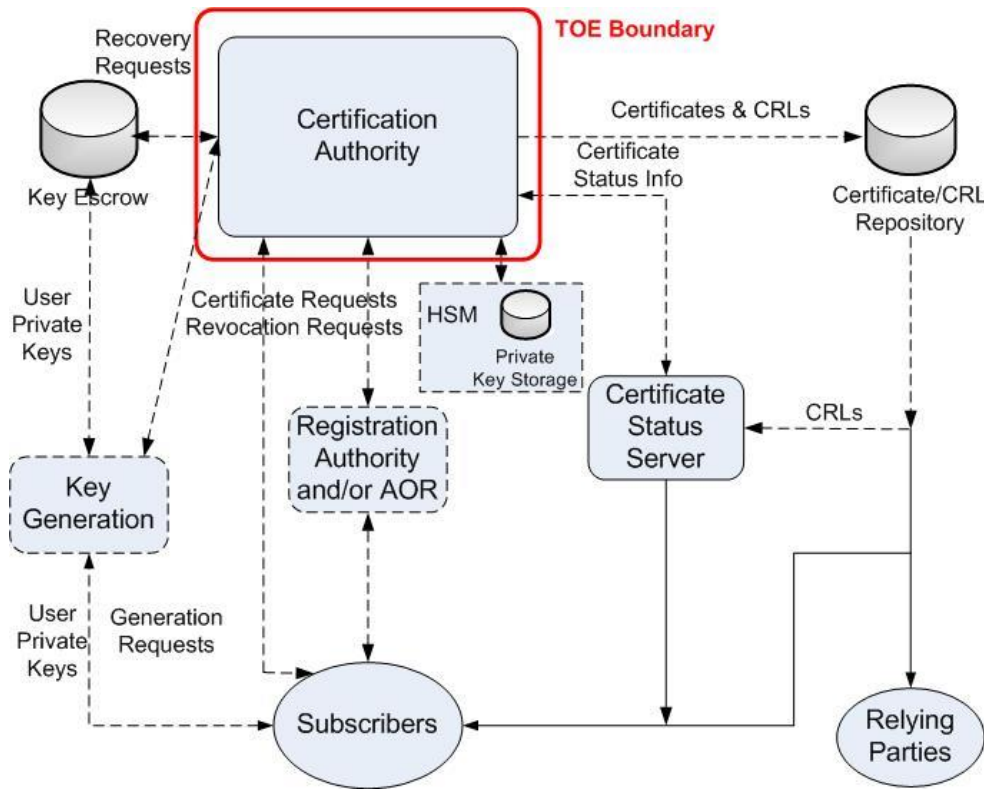 TOE Boundary
Recovery
Requests
Certification
Authority
Certificates & CRLs
Certificate
Status Info
Key Escrow
Certificate/CRL
Repository
User
Private
Keys
Certificate Requests
Revocation Requests
HSM
Private
Key Storage
Certificate
Status
Server
CRLs
Registration
Authority
and/or AOR
Key
Generation
User
Private
Keys
Generation
Requests
Subscribers
Relying
Parties